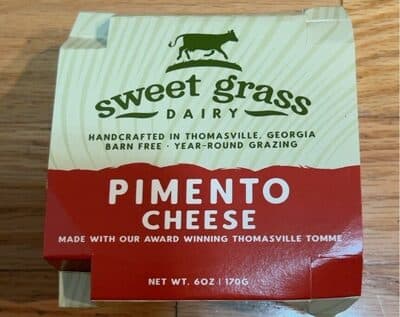 sweet grass
DAIRY
HANDCRAFTED IN THOMASVILLE, GEORGIA
BARN FREE · YEAR-ROUND GRAZING
PIMENTO
CHEESE
MADE WITH OUR AWARD WINNING THOMASVILLE TOMME
NET WT. 6OZ | 170G